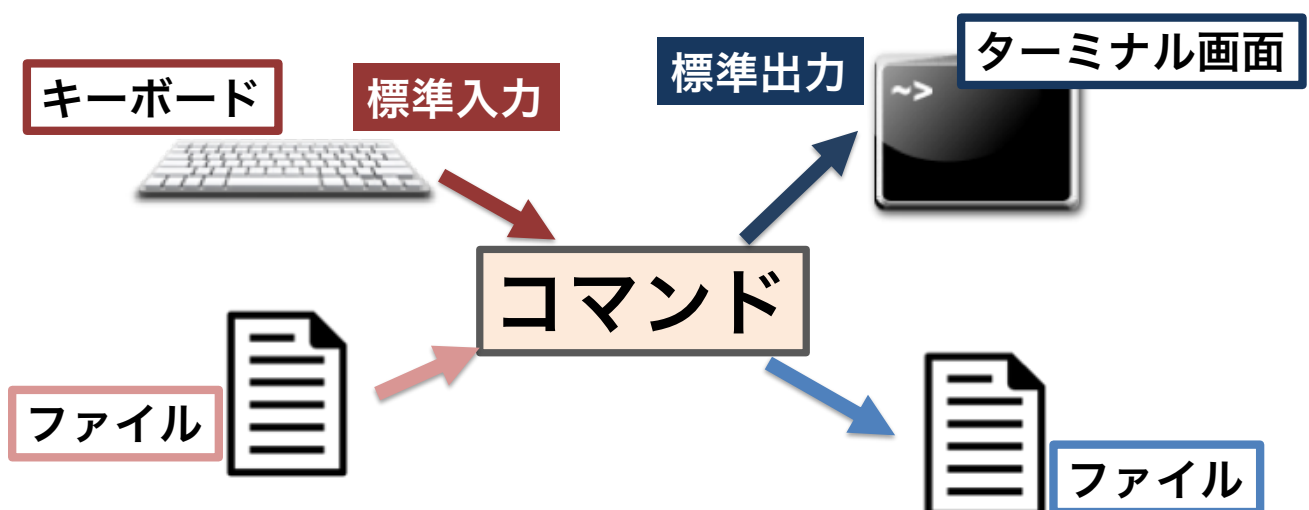 キーボード
標準入力
標準出力
ターミナル画面
~>
コマンド
ファイル
ファイル